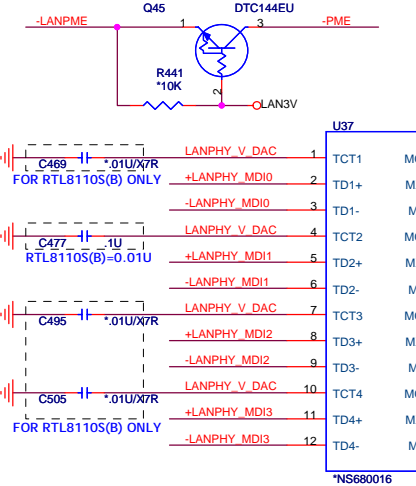 Q45 DTC144EU
-LANPME 1 3 -PME
R441
*10K
2
LAN3V
U37
LANPHY_V_DAC 1 TCT1
C469 *.01U/X7R
FOR RTL8110S(B) ONLY
+LANPHY_MDI0 2 TD1+
-LANPHY_MDI0 3 TD1-
LANPHY_V_DAC 4 TCT2
C477 .1U
RTL8110S(B)=0.01U
+LANPHY_MDI1 5 TD2+
-LANPHY_MDI1 6 TD2-
LANPHY_V_DAC 7 TCT3
C495 *.01U/X7R
+LANPHY_MDI2 8 TD3+
-LANPHY_MDI2 9 TD3-
LANPHY_V_DAC 10 TCT4
C505 *.01U/X7R
+LANPHY_MDI3 11 TD4+
FOR RTL8110S(B) ONLY
-LANPHY_MDI3 12 TD4-
*NS680016